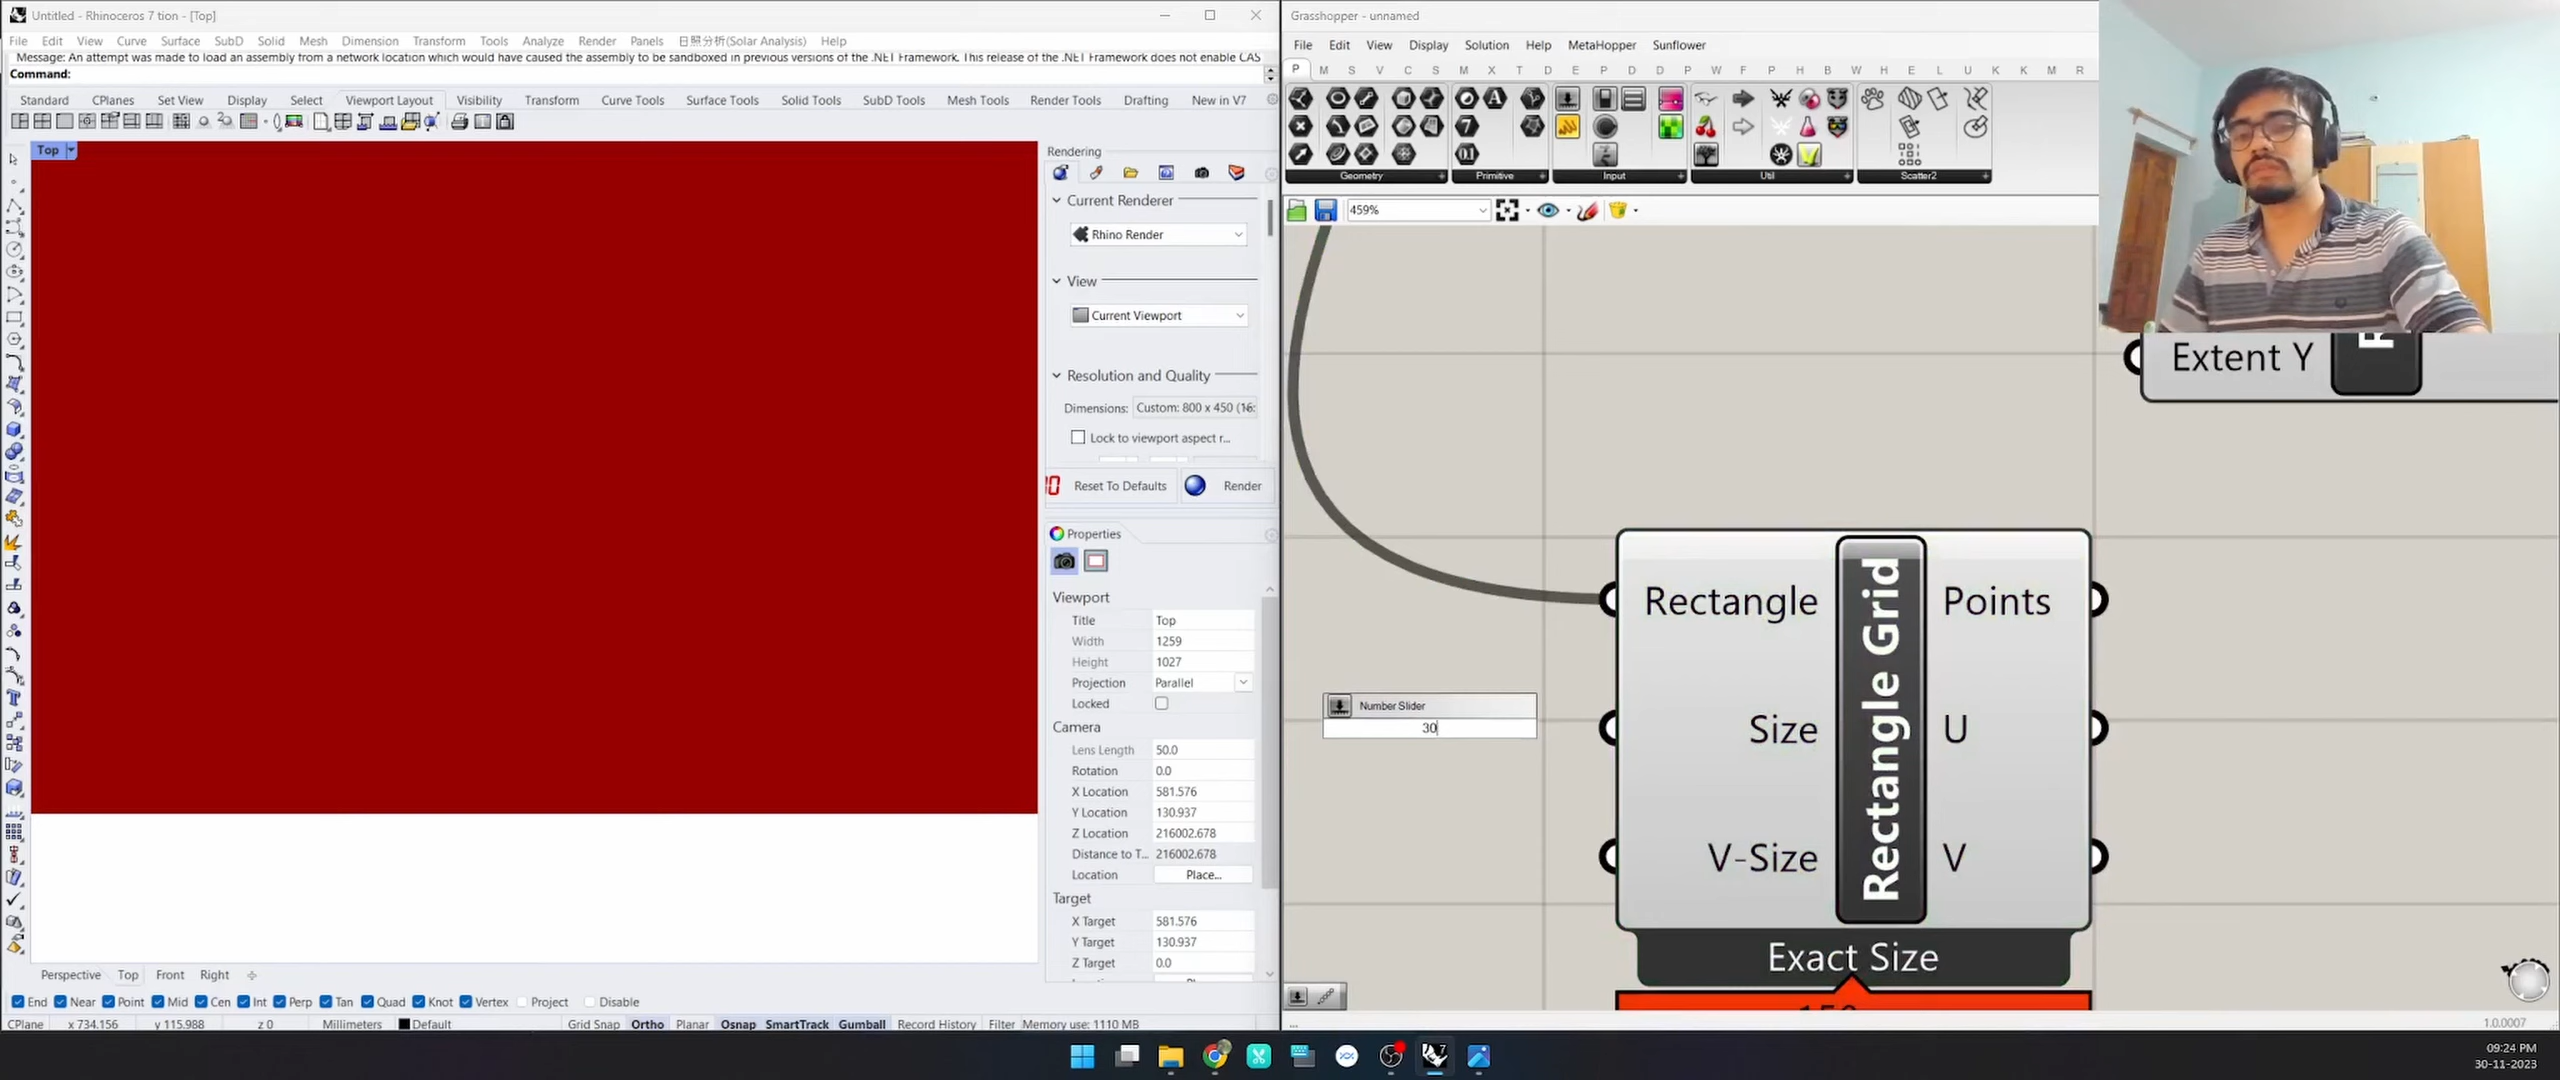 Untitled - Rhinoceros 7 tion - [Top]
File Edit View Curve Surface SubD Solid Mesh Dimension Transform Tools Analyze Render Panels 日照分析(Solar Analysis) Help
Message: An attempt was made to load an assembly from a network location which would have caused the assembly to be sandboxed in previous versions of the .NET Framework. This release of the .NET Framework does not enable CAS
Command:
Standard CPlanes Set View Display Select Viewport Layout Visibility Transform Curve Tools Surface Tools Solid Tools SubD Tools Mesh Tools Render Tools Drafting New in V7
Top
Rendering
Current Renderer
Rhino Render
View
Current Viewport
Resolution and Quality
Dimensions: Custom: 800 x 450 (16:
Lock to viewport aspect r...
Reset To Defaults Render
Properties
Viewport
Title Top
Width 1259
Height 1027
Projection Parallel
Locked
Camera
Lens Length 50.0
Rotation 0.0
X Location 581.576
Y Location 130.937
Z Location 216002.678
Distance to T... 216002.678
Location Place...
Target
X Target 581.576
Y Target 130.937
Z Target 0.0
Perspective Top Front Right
End Near Point Mid Cen Int Perp Tan Quad Knot Vertex Project Disable
CPlane x 734.156 y 115.988 z 0 Millimeters Default Grid Snap Ortho Planar Osnap SmartTrack Gumball Record History Filter Memory use: 1110 MB
Grasshopper - unnamed
File Edit View Display Solution Help MetaHopper Sunflower
P M S V C S M X T D E P D D P W F P H B W H E L U K K M R
Geometry Primitive Input Util Scatter2
459%
Extent Y
Number Slider
30
Rectangle
Size
V-Size
Rectangle Grid
Points
U
V
Exact Size
1.0.0007
09:24 PM
30-11-2023